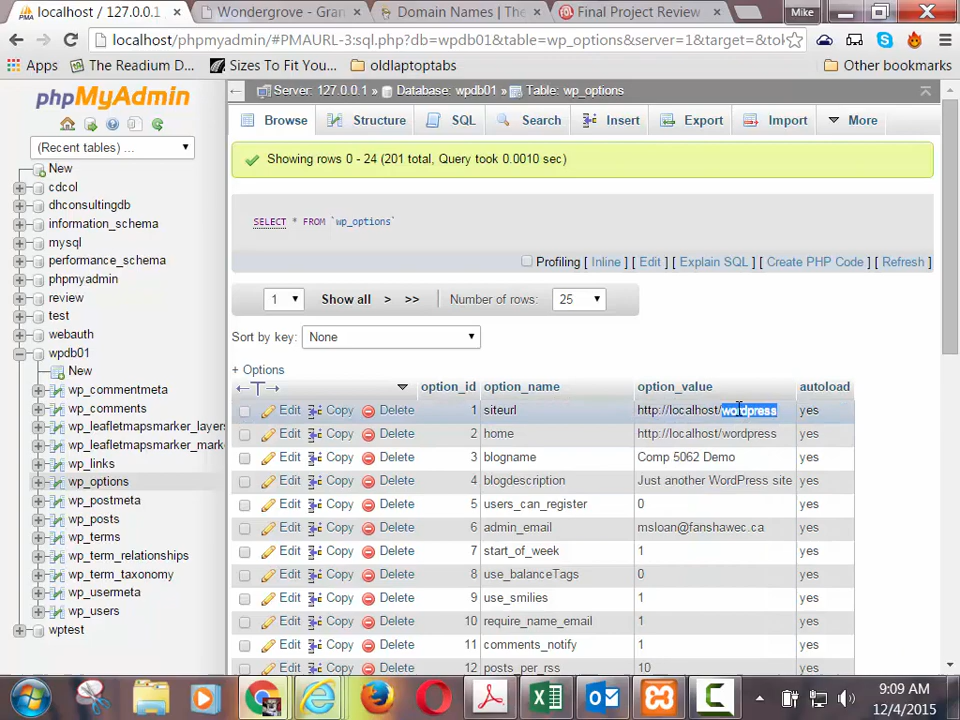 localhost / 127.0.0.1
Wondergrove - Gran
Domain Names | The
Final Project Review
Mike
localhost/phpmyadmin/#PMAURL-3:sql.php?db=wpdb01&table=wp_options&server=1&target=&tok
Apps
The Readium D...
Sizes To Fit You...
oldlaptoptabs
Other bookmarks
phpMyAdmin
(Recent tables) ...
New
cdcol
dhconsultingdb
information_schema
mysql
performance_schema
phpmyadmin
review
test
webauth
wpdb01
New
wp_commentmeta
wp_comments
wp_leafletmapsmarker_layers
wp_leafletmapsmarker_mark
wp_links
wp_options
wp_postmeta
wp_posts
wp_terms
wp_term_relationships
wp_term_taxonomy
wp_usermeta
wp_users
wptest
Server: 127.0.0.1 » Database: wpdb01 » Table: wp_options
Browse Structure SQL Search Insert Export Import More
Showing rows 0 - 24 (201 total, Query took 0.0010 sec)
SELECT * FROM `wp_options`
Profiling [ Inline ] [ Edit ] [ Explain SQL ] [ Create PHP Code ] [ Refresh ]
1 Show all > >> Number of rows: 25
Sort by key: None
+ Options
option_id option_name option_value autoload
Edit Copy Delete 1 siteurl http://localhost/wordpress yes
Edit Copy Delete 2 home http://localhost/wordpress yes
Edit Copy Delete 3 blogname Comp 5062 Demo yes
Edit Copy Delete 4 blogdescription Just another WordPress site yes
Edit Copy Delete 5 users_can_register 0 yes
Edit Copy Delete 6 admin_email msloan@fanshawec.ca yes
Edit Copy Delete 7 start_of_week 1 yes
Edit Copy Delete 8 use_balanceTags 0 yes
Edit Copy Delete 9 use_smilies 1 yes
Edit Copy Delete 10 require_name_email 1 yes
Edit Copy Delete 11 comments_notify 1 yes
Edit Copy Delete 12 posts_per_rss 10 yes
9:09 AM
12/4/2015